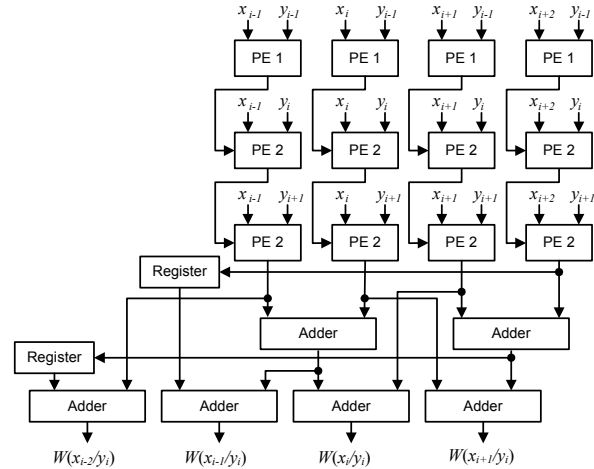 x_{i-1} y_{i-1} x_i y_{i-1} x_{i+1} y_{i-1} x_{i+2} y_{i-1}
PE 1 PE 1 PE 1 PE 1
x_{i-1} y_i x_i y_i x_{i+1} y_i x_{i+2} y_i
PE 2 PE 2 PE 2 PE 2
x_{i-1} y_{i+1} x_i y_{i+1} x_{i+1} y_{i+1} x_{i+2} y_{i+1}
PE 2 PE 2 PE 2 PE 2
Register
Adder Adder
Register
Adder Adder Adder Adder
W(x_{i-2}/y_i) W(x_{i-1}/y_i) W(x_i/y_i) W(x_{i+1}/y_i)